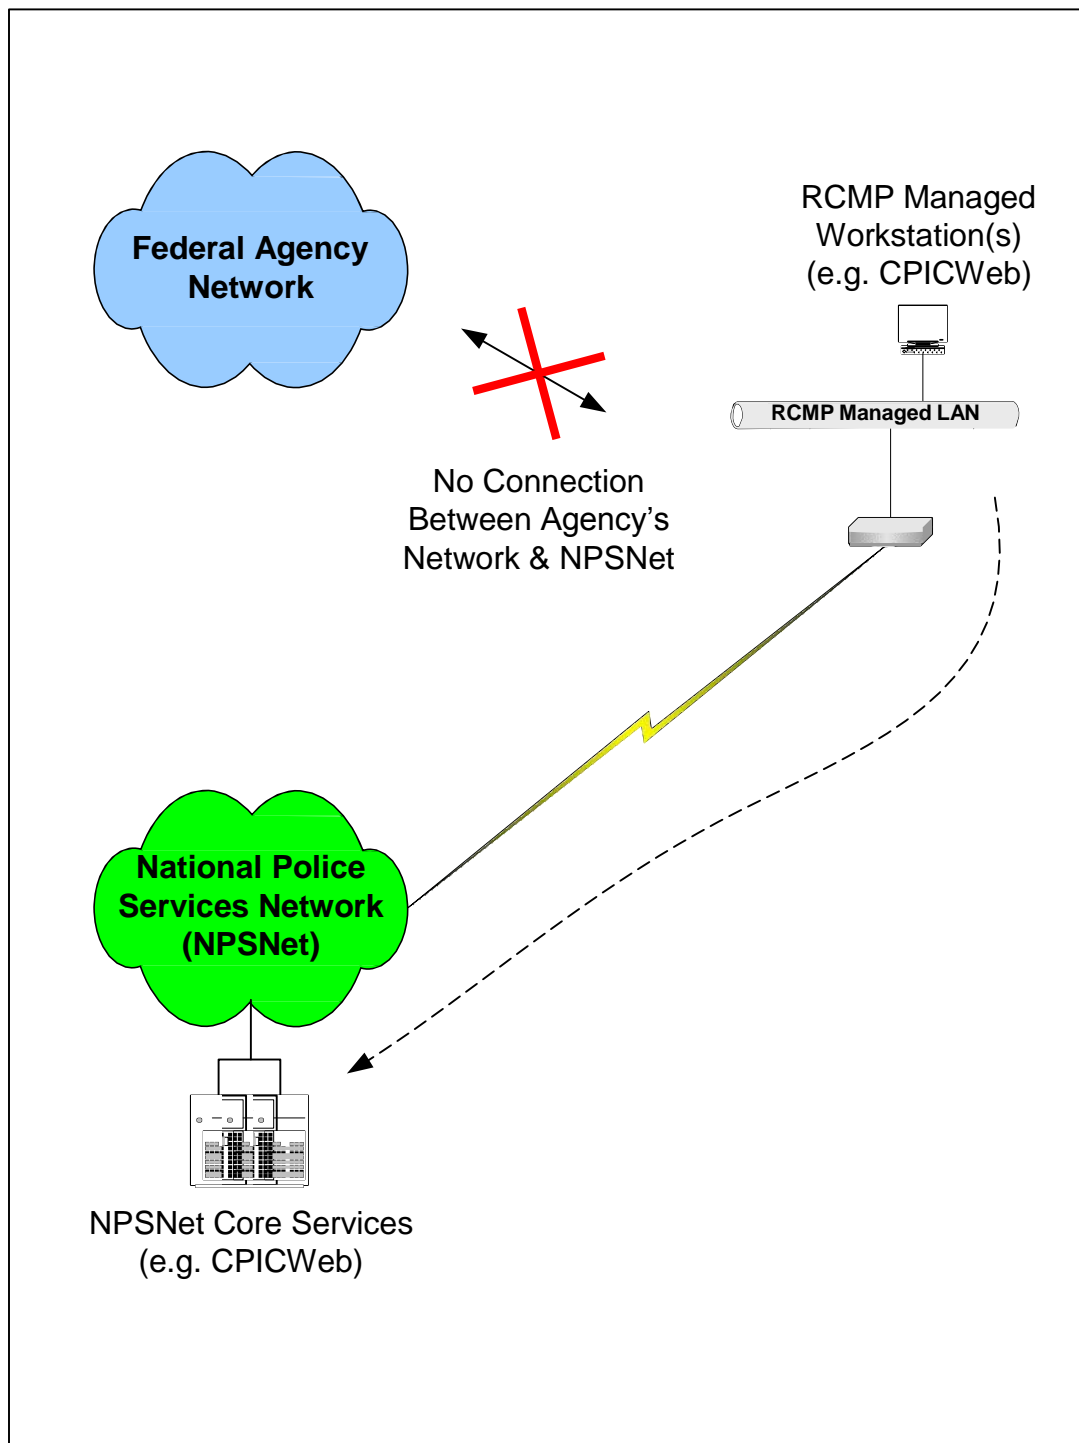 Federal Agency
Network
RCMP Managed
Workstation(s)
(e.g. CPICWeb)
RCMP Managed LAN
No Connection
Between Agency’s
Network & NPSNet
National Police
Services Network
(NPSNet)
NPSNet Core Services
(e.g. CPICWeb)